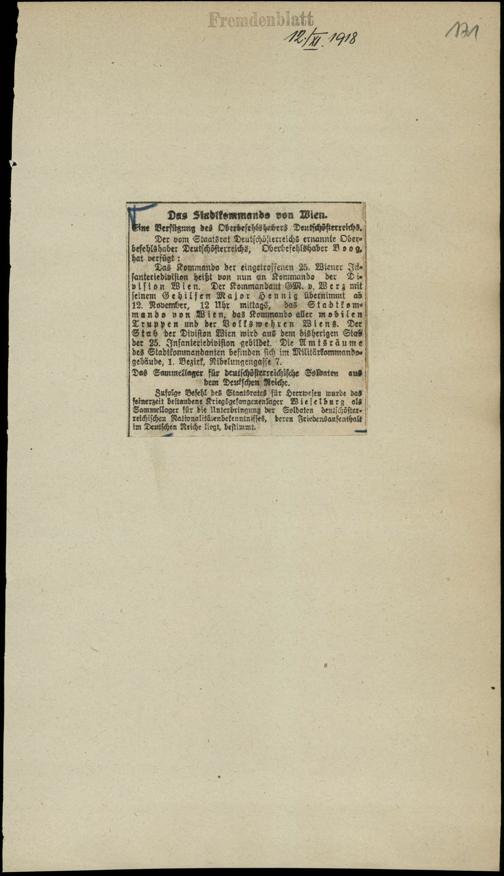 Fremdenblatt
12./XI. 1918
171
Das Stadtkommando von Wien.
Eine Verfügung des Oberbefehlshabers Deutschösterreichs.
Der vom Staatsrat Deutschösterreichs ernannte Ober-
befehlshaber Deutschösterreichs, Oberbefehlshaber Boog,
hat verfügt:
Das Kommando der eingetroffenen 25. Wiener In-
fanteriedivision heißt von nun an Kommando der Di-
vision Wien. Der Kommandant GM. v. Werz mit
seinem Gehilfen Major Hennig übernimmt ab
12. November, 12 Uhr mittags, das Stadtkom-
mando von Wien, das Kommando aller mobilen
Truppen und der Volkswehren Wiens. Der
Stab der Division Wien wird aus dem bisherigen Stab
der 25. Infanteriedivision gebildet. Die Amtsräume
des Stadtkommandanten befinden sich im Militärkommando-
gebäude, 1. Bezirk, Nibelungengasse 7.
Das Sammellager für deutschösterreichische Soldaten aus
dem Deutschen Reiche.
Zufolge Befehl des Staatsrates für Heerwesen wurde das
seinerzeit bestandene Kriegsgefangenenlager Wieselburg als
Sammellager für die Unterbringung der Soldaten deutschöster-
reichischen Nationalitätenbekenntnisses, deren Friedensaufenthalt
im Deutschen Reiche liegt, bestimmt.